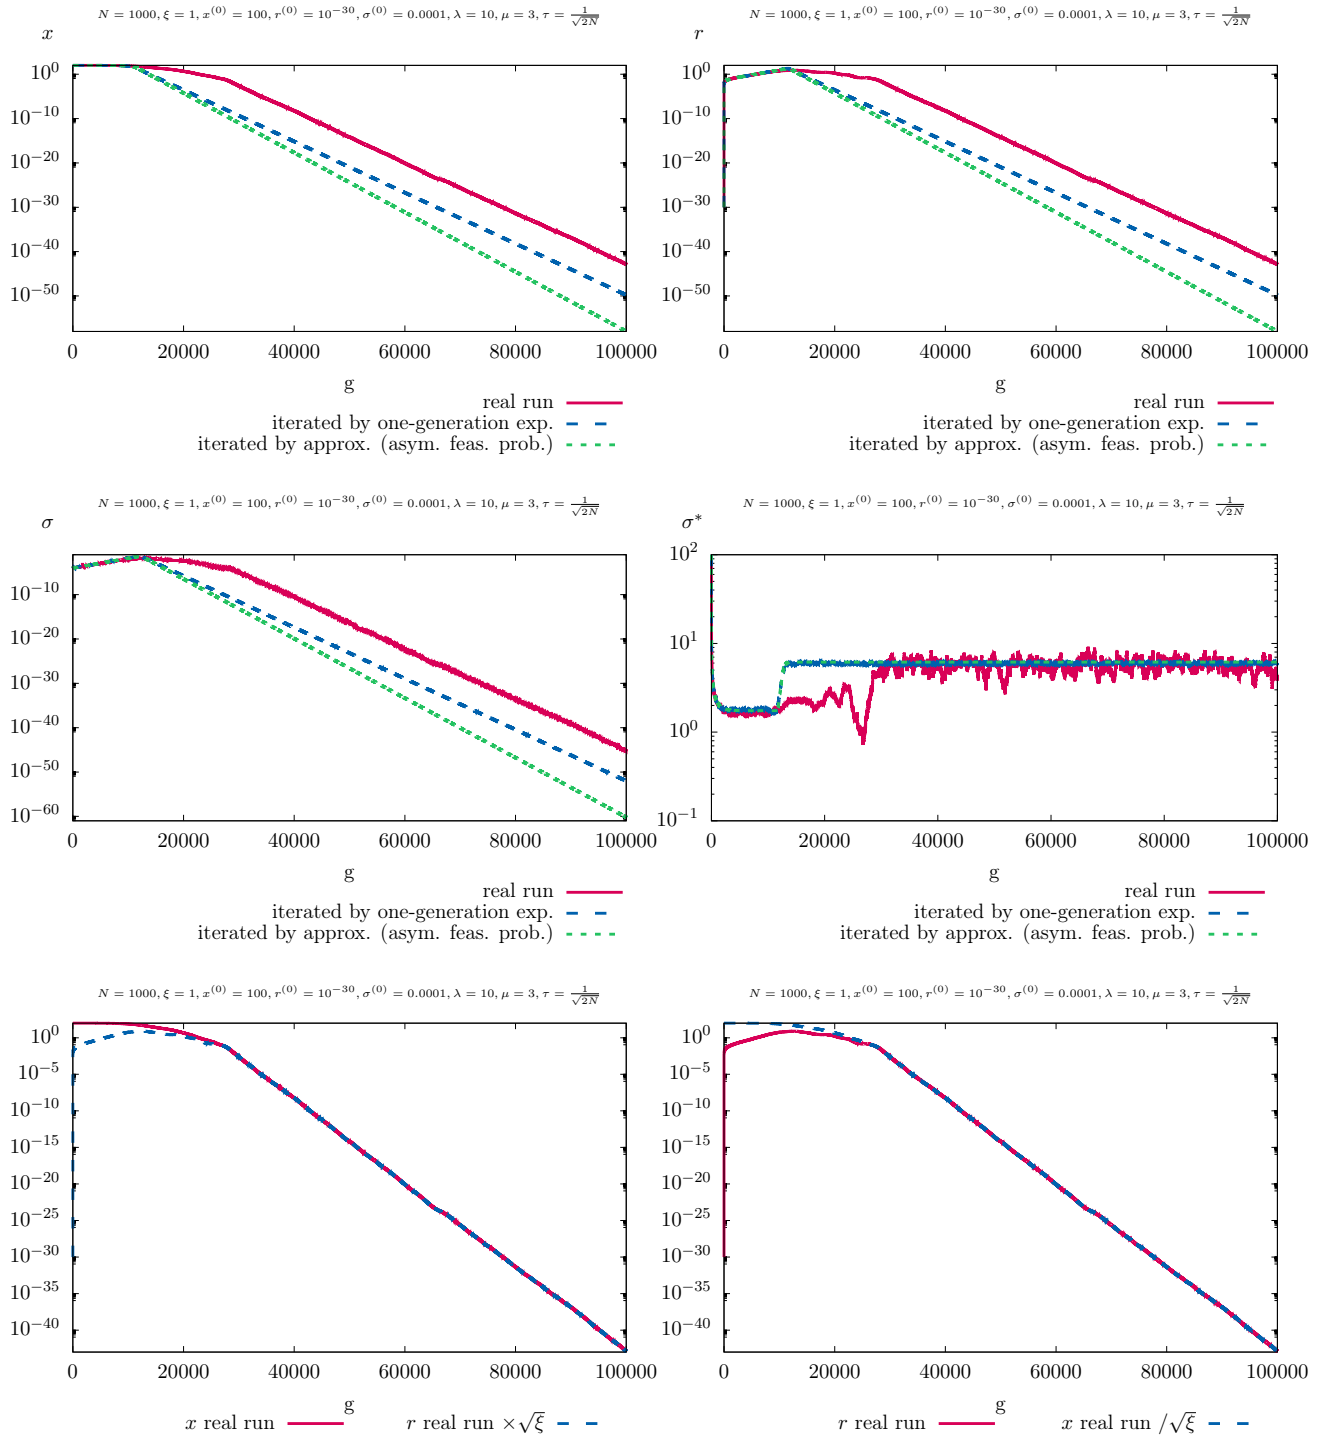 N = 1000, ξ = 1, x^(0) = 100, r^(0) = 10^−30, σ^(0) = 0.0001, λ = 10, μ = 3, τ = 1/√2N
x
10^0
10^−10
10^−20
10^−30
10^−40
10^−50
0 20000 40000 60000 80000 100000
g
real run
iterated by one-generation exp.
iterated by approx. (asym. feas. prob.)
N = 1000, ξ = 1, x^(0) = 100, r^(0) = 10^−30, σ^(0) = 0.0001, λ = 10, μ = 3, τ = 1/√2N
r
10^0
10^−10
10^−20
10^−30
10^−40
10^−50
0 20000 40000 60000 80000 100000
g
real run
iterated by one-generation exp.
iterated by approx. (asym. feas. prob.)
N = 1000, ξ = 1, x^(0) = 100, r^(0) = 10^−30, σ^(0) = 0.0001, λ = 10, μ = 3, τ = 1/√2N
σ
10^−10
10^−20
10^−30
10^−40
10^−50
10^−60
0 20000 40000 60000 80000 100000
g
real run
iterated by one-generation exp.
iterated by approx. (asym. feas. prob.)
N = 1000, ξ = 1, x^(0) = 100, r^(0) = 10^−30, σ^(0) = 0.0001, λ = 10, μ = 3, τ = 1/√2N
σ*
10^2
10^1
10^0
10^−1
0 20000 40000 60000 80000 100000
g
real run
iterated by one-generation exp.
iterated by approx. (asym. feas. prob.)
N = 1000, ξ = 1, x^(0) = 100, r^(0) = 10^−30, σ^(0) = 0.0001, λ = 10, μ = 3, τ = 1/√2N
10^0
10^−5
10^−10
10^−15
10^−20
10^−25
10^−30
10^−35
10^−40
0 20000 40000 60000 80000 100000
g
x real run r real run ×√ξ
N = 1000, ξ = 1, x^(0) = 100, r^(0) = 10^−30, σ^(0) = 0.0001, λ = 10, μ = 3, τ = 1/√2N
10^0
10^−5
10^−10
10^−15
10^−20
10^−25
10^−30
10^−35
10^−40
0 20000 40000 60000 80000 100000
g
r real run x real run /√ξ